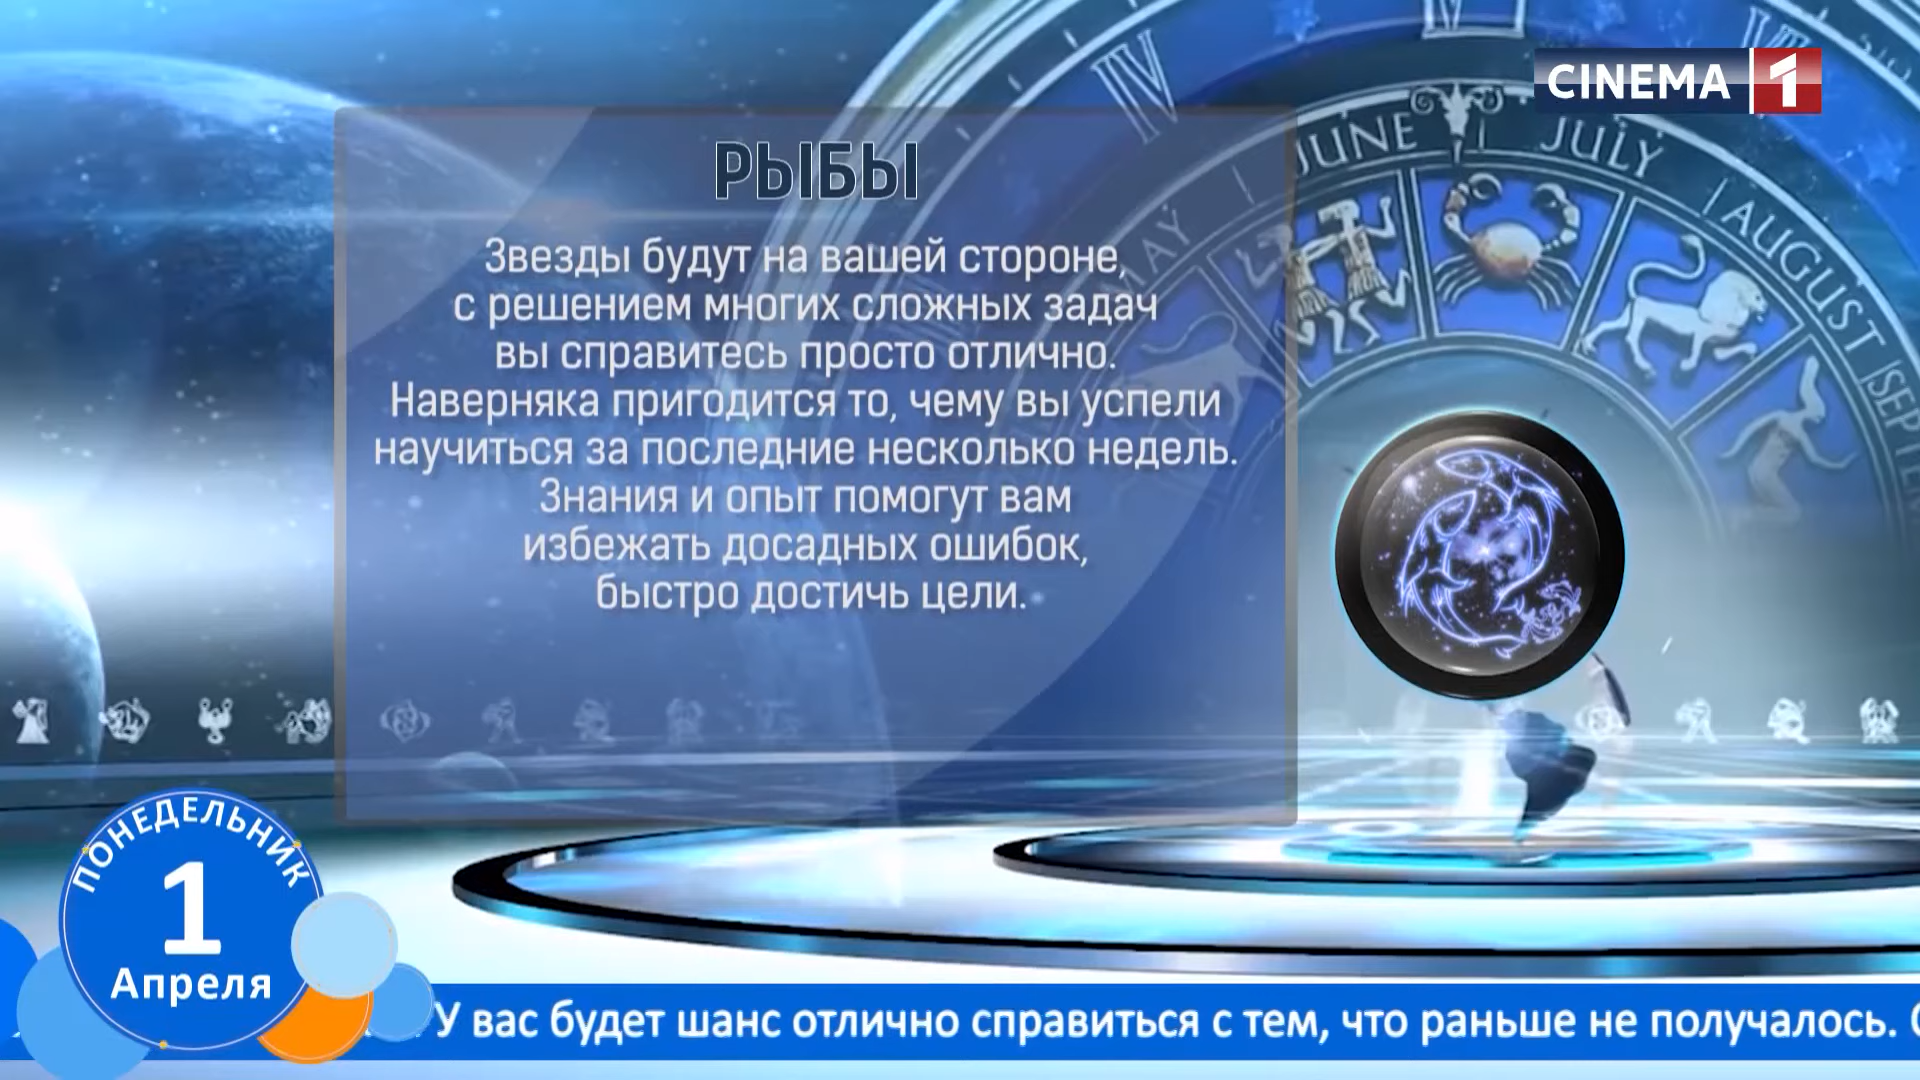 CINEMA 1
IV
MAY
JUNE
JULY
AUGUST
РЫБЫ
Звезды будут на вашей стороне,
с решением многих сложных задач
вы справитесь просто отлично.
Наверняка пригодится то, чему вы успели
научиться за последние несколько недель.
Знания и опыт помогут вам
избежать досадных ошибок,
быстро достичь цели.
ПОНЕДЕЛЬНИК
1
Апреля
У вас будет шанс отлично справиться с тем, что раньше не получалось.